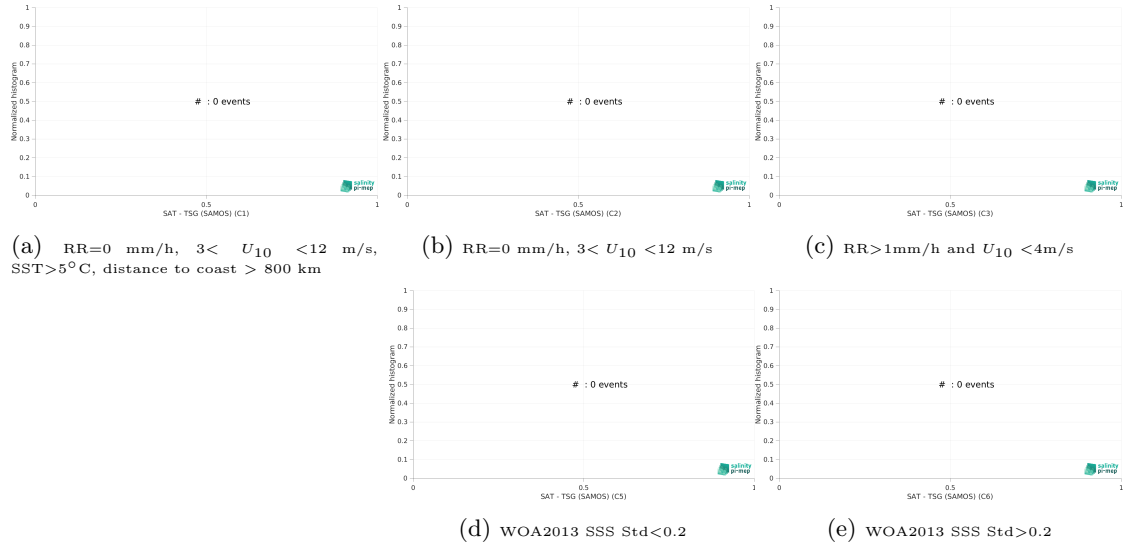 1
0.9
0.8
0.7
0.6
0.5
0.4
0.3
0.2
0.1
0
Normalized histogram
# : 0 events
salinity
pi-mep
0 0.5 1
SAT - TSG (SAMOS) (C1)
(a) RR=0 mm/h, 3< U10 <12 m/s,
SST>5°C, distance to coast > 800 km
1
0.9
0.8
0.7
0.6
0.5
0.4
0.3
0.2
0.1
0
Normalized histogram
# : 0 events
salinity
pi-mep
0 0.5 1
SAT - TSG (SAMOS) (C2)
(b) RR=0 mm/h, 3< U10 <12 m/s
1
0.9
0.8
0.7
0.6
0.5
0.4
0.3
0.2
0.1
0
Normalized histogram
# : 0 events
salinity
pi-mep
0 0.5 1
SAT - TSG (SAMOS) (C3)
(c) RR>1mm/h and U10 <4m/s
1
0.9
0.8
0.7
0.6
0.5
0.4
0.3
0.2
0.1
0
Normalized histogram
# : 0 events
salinity
pi-mep
0 0.5 1
SAT - TSG (SAMOS) (C5)
(d) WOA2013 SSS Std<0.2
1
0.9
0.8
0.7
0.6
0.5
0.4
0.3
0.2
0.1
0
Normalized histogram
# : 0 events
salinity
pi-mep
0 0.5 1
SAT - TSG (SAMOS) (C6)
(e) WOA2013 SSS Std>0.2